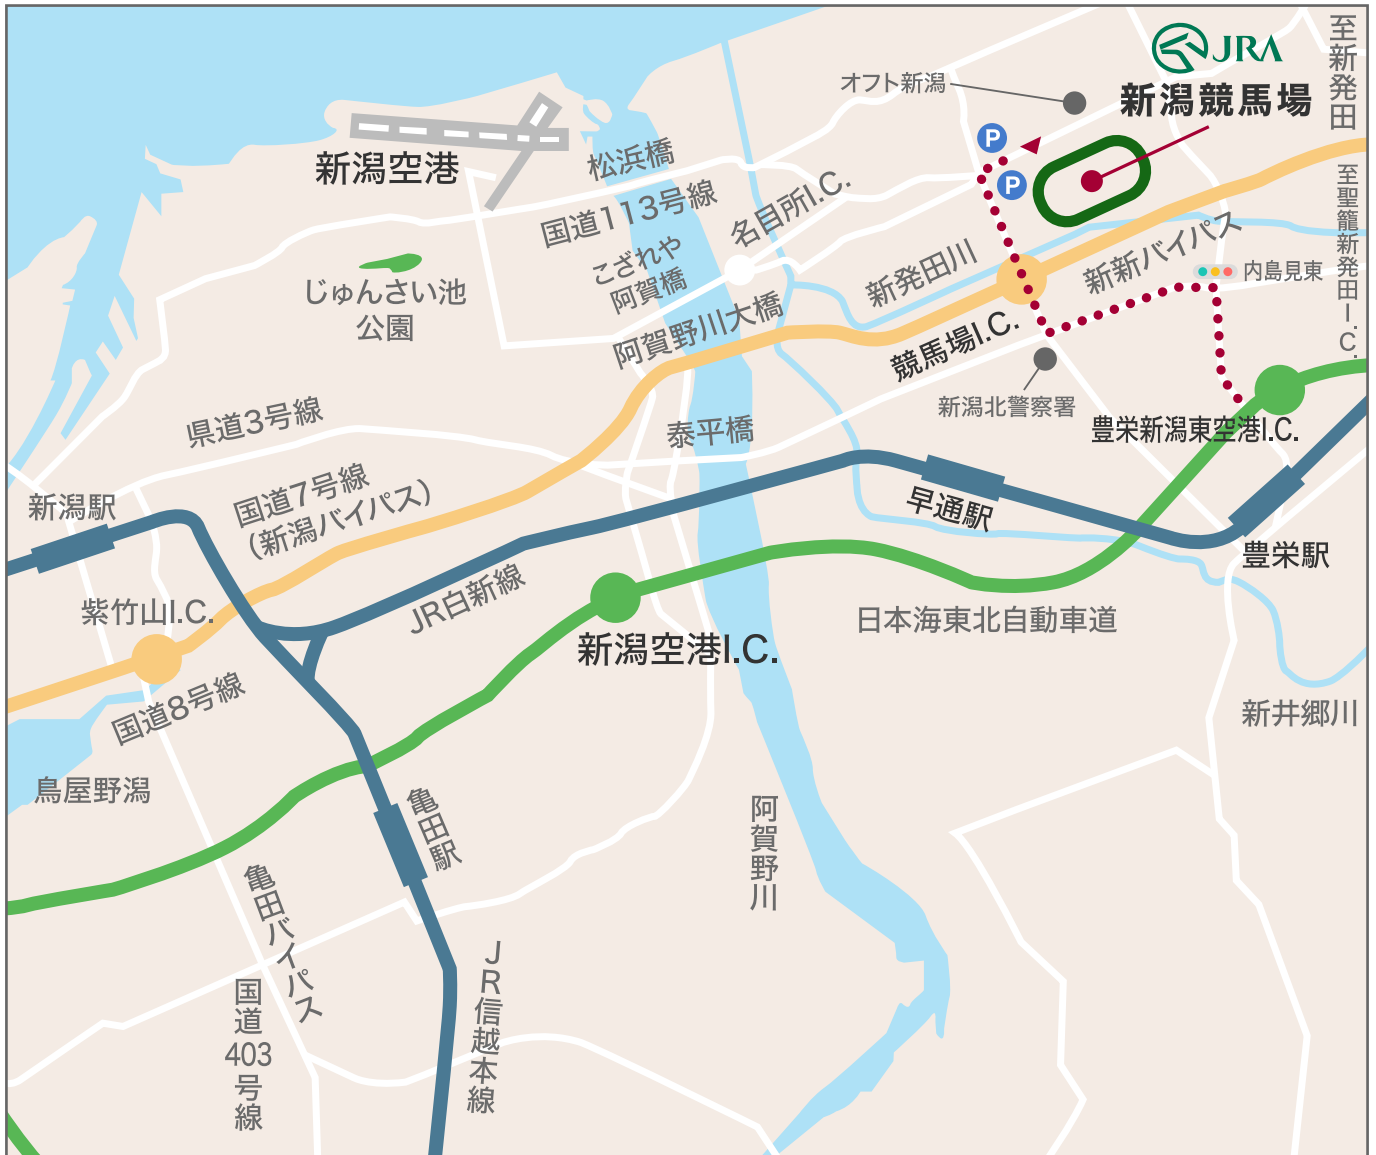 JRA
新潟競馬場
至新発田
オフト新潟
P
P
新潟空港
松浜橋
国道113号線
名目所I.C.
こざれや
阿賀橋
新発田川
新新バイパス
至聖籠新発田I.C.
内島見東
じゅんさい池
公園
阿賀野川大橋
競馬場I.C.
新潟北警察署
豊栄新潟東空港I.C.
県道3号線
泰平橋
国道7号線
(新潟バイパス)
新潟駅
早通駅
豊栄駅
紫竹山I.C.
JR白新線
新潟空港I.C.
日本海東北自動車道
国道8号線
新井郷川
鳥屋野潟
亀田駅
阿賀野川
亀田バイパス
JR信越本線
国道
403
号線